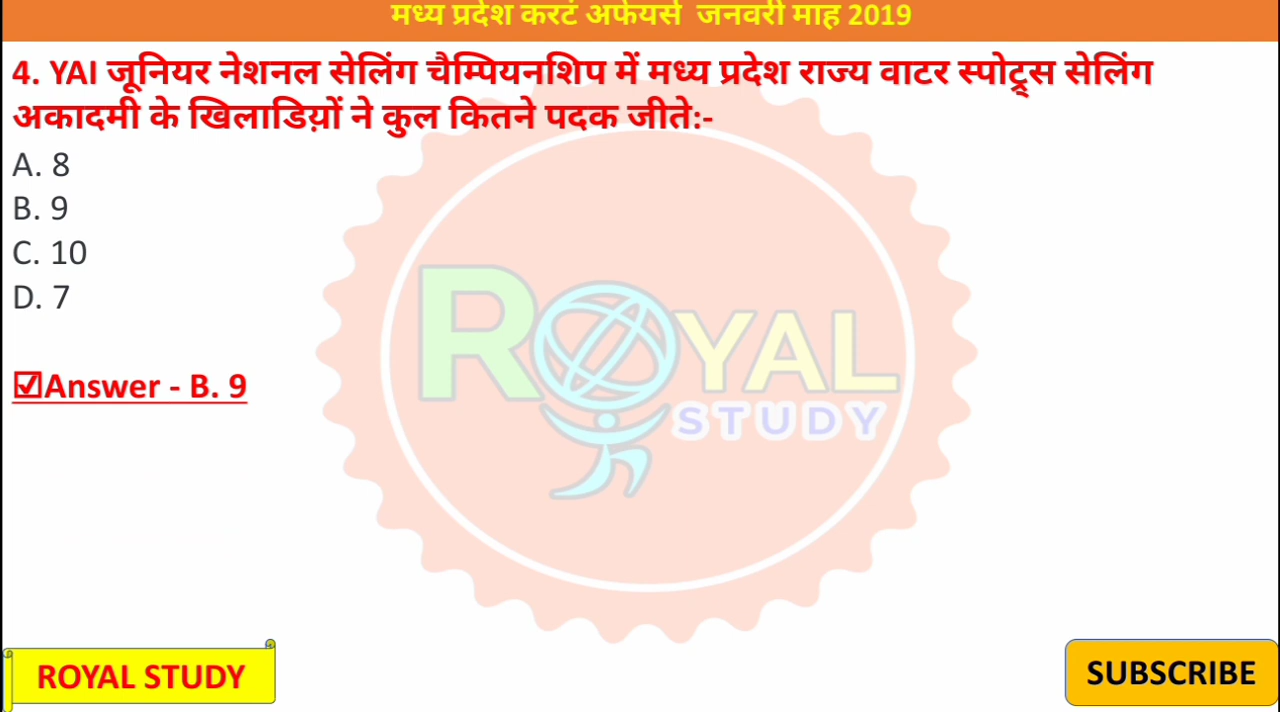 मध्य प्रदेश करटं अफेयर्स जनवरी माह 2019
4. YAI जूनियर नेशनल सेलिंग चैम्पियनशिप में मध्य प्रदेश राज्य वाटर स्पोट्र्स सेलिंग
अकादमी के खिलाडिय़ों ने कुल कितने पदक जीते:-
A. 8
B. 9
C. 10
D. 7
☑Answer - B. 9
ROYAL
STUDY
ROYAL STUDY
SUBSCRIBE